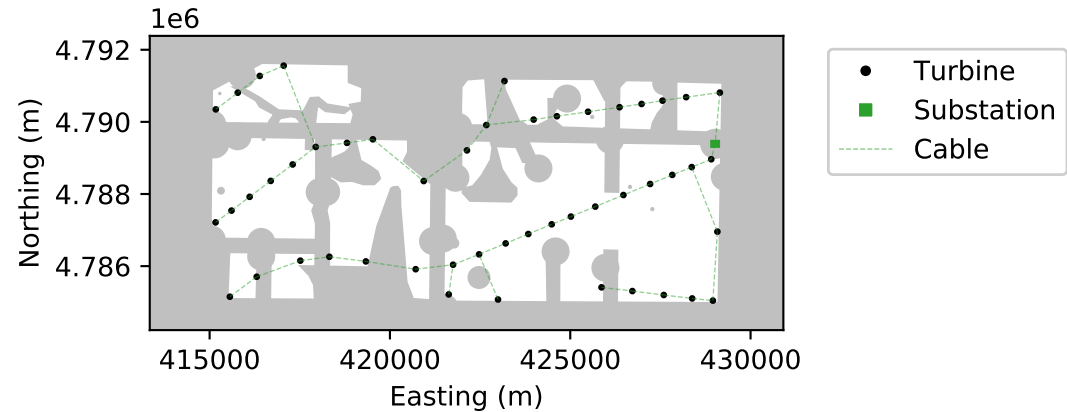 1e6
4.792
4.790
4.788
4.786
Northing (m)
415000 420000 425000 430000
Easting (m)
Turbine
Substation
Cable